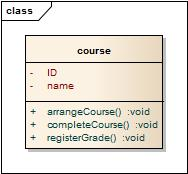 class
course
- ID
- name
+ arrangeCourse() :void
+ completeCourse() :void
+ registerGrade() :void